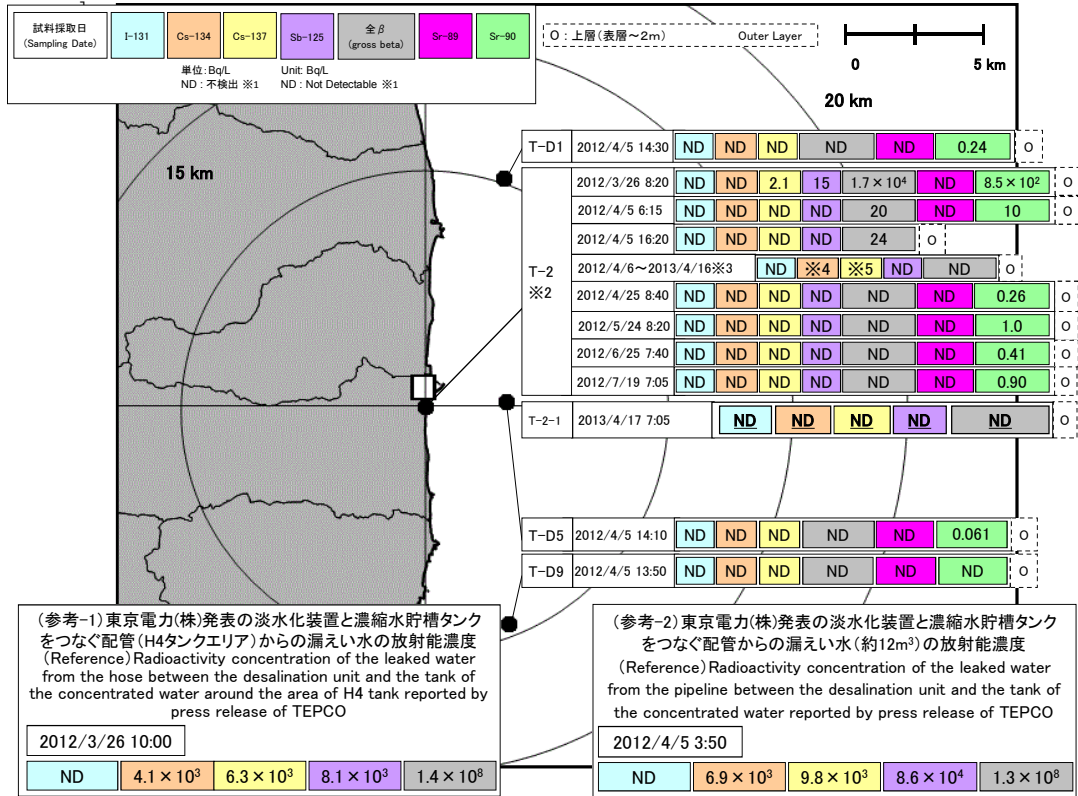 試料採取日
(Sampling Date)
I-131
Cs-134
Cs-137
Sb-125
全β
(gross beta)
Sr-89
Sr-90
単位:Bq/L Unit: Bq/L
ND : 不検出 ※1 ND : Not Detectable ※1
O : 上層(表層～2m) Outer Layer
0 5 km
20 km
15 km
T-D1 2012/4/5 14:30 ND ND ND ND ND 0.24 O
T-2
※2
2012/3/26 8:20 ND ND 2.1 15 1.7×10⁴ ND 8.5×10² O
2012/4/5 6:15 ND ND ND ND 20 ND 10 O
2012/4/5 16:20 ND ND ND ND 24 O
2012/4/6～2013/4/16※3 ND ※4 ※5 ND ND O
2012/4/25 8:40 ND ND ND ND ND ND 0.26 O
2012/5/24 8:20 ND ND ND ND ND ND 1.0 O
2012/6/25 7:40 ND ND ND ND ND ND 0.41 O
2012/7/19 7:05 ND ND ND ND ND ND 0.90 O
T-2-1 2013/4/17 7:05 ND ND ND ND ND O
T-D5 2012/4/5 14:10 ND ND ND ND ND 0.061 O
T-D9 2012/4/5 13:50 ND ND ND ND ND ND O
(参考-1)東京電力(株)発表の淡水化装置と濃縮水貯槽タンク
をつなぐ配管(H4タンクエリア)からの漏えい水の放射能濃度
(Reference)Radioactivity concentration of the leaked water
from the hose between the desalination unit and the tank of
the concentrated water around the area of H4 tank reported by
press release of TEPCO
2012/3/26 10:00
ND 4.1×10³ 6.3×10³ 8.1×10³ 1.4×10⁸
(参考-2)東京電力(株)発表の淡水化装置と濃縮水貯槽タンク
をつなぐ配管からの漏えい水(約12m³)の放射能濃度
(Reference)Radioactivity concentration of the leaked water
from the pipeline between the desalination unit and the tank of
the concentrated water reported by press release of TEPCO
2012/4/5 3:50
ND 6.9×10³ 9.8×10³ 8.6×10⁴ 1.3×10⁸